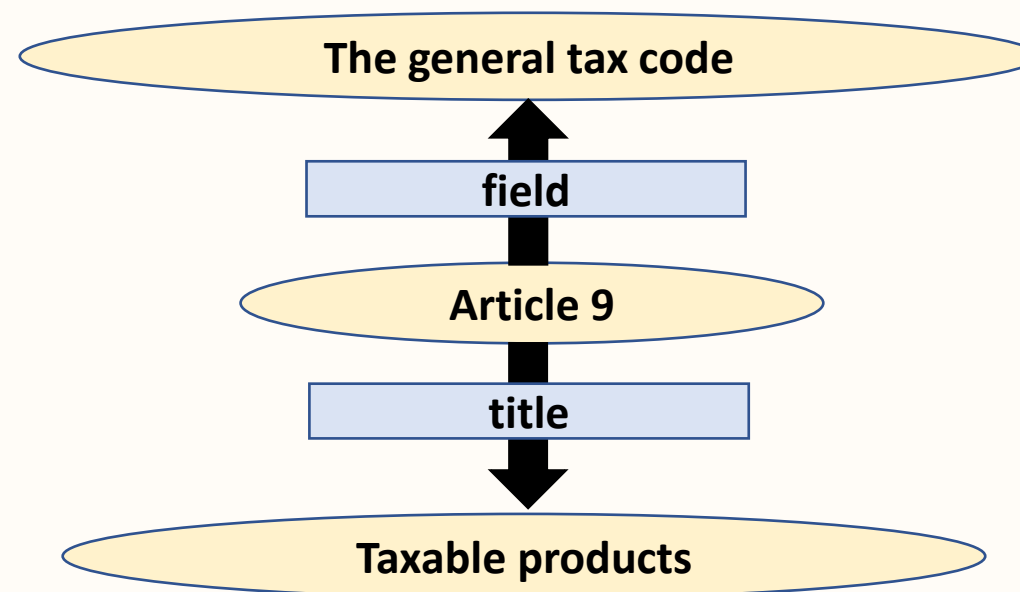 The general tax code
field
Article 9
title
Taxable products